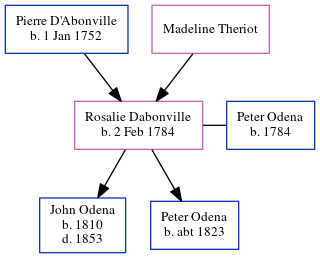 Pierre D'Abonville
b. 1 Jan 1752
Madeline Theriot
Rosalie Dabonville
b. 2 Feb 1784
Peter Odena
b. 1784
John Odena
b. 1810
d. 1853
Peter Odena
b. abt 1823